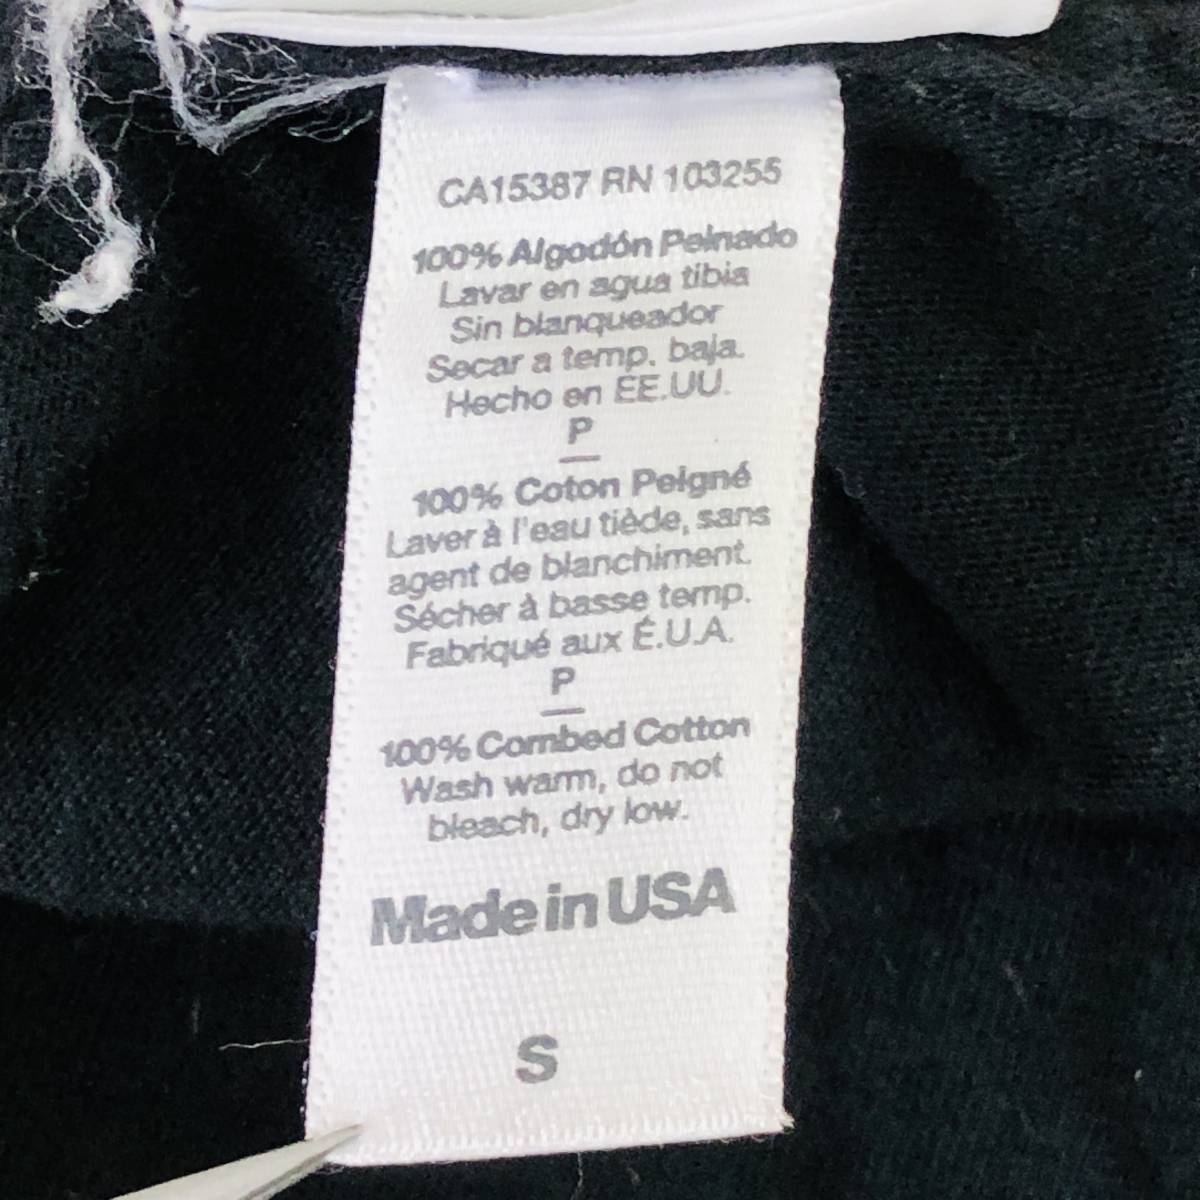 CA15387 RN 103255
100% Algodón Peinado
Lavar en agua tibia
Sin blanqueador
Secar a temp. baja.
Hecho en EE.UU.
P
100% Coton Peigné
Laver à l'eau tiède, sans
agent de blanchiment.
Sécher à basse temp.
Fabriqué aux É.U.A.
P
100% Combed Cotton
Wash warm, do not
bleach, dry low.
Made in USA
S